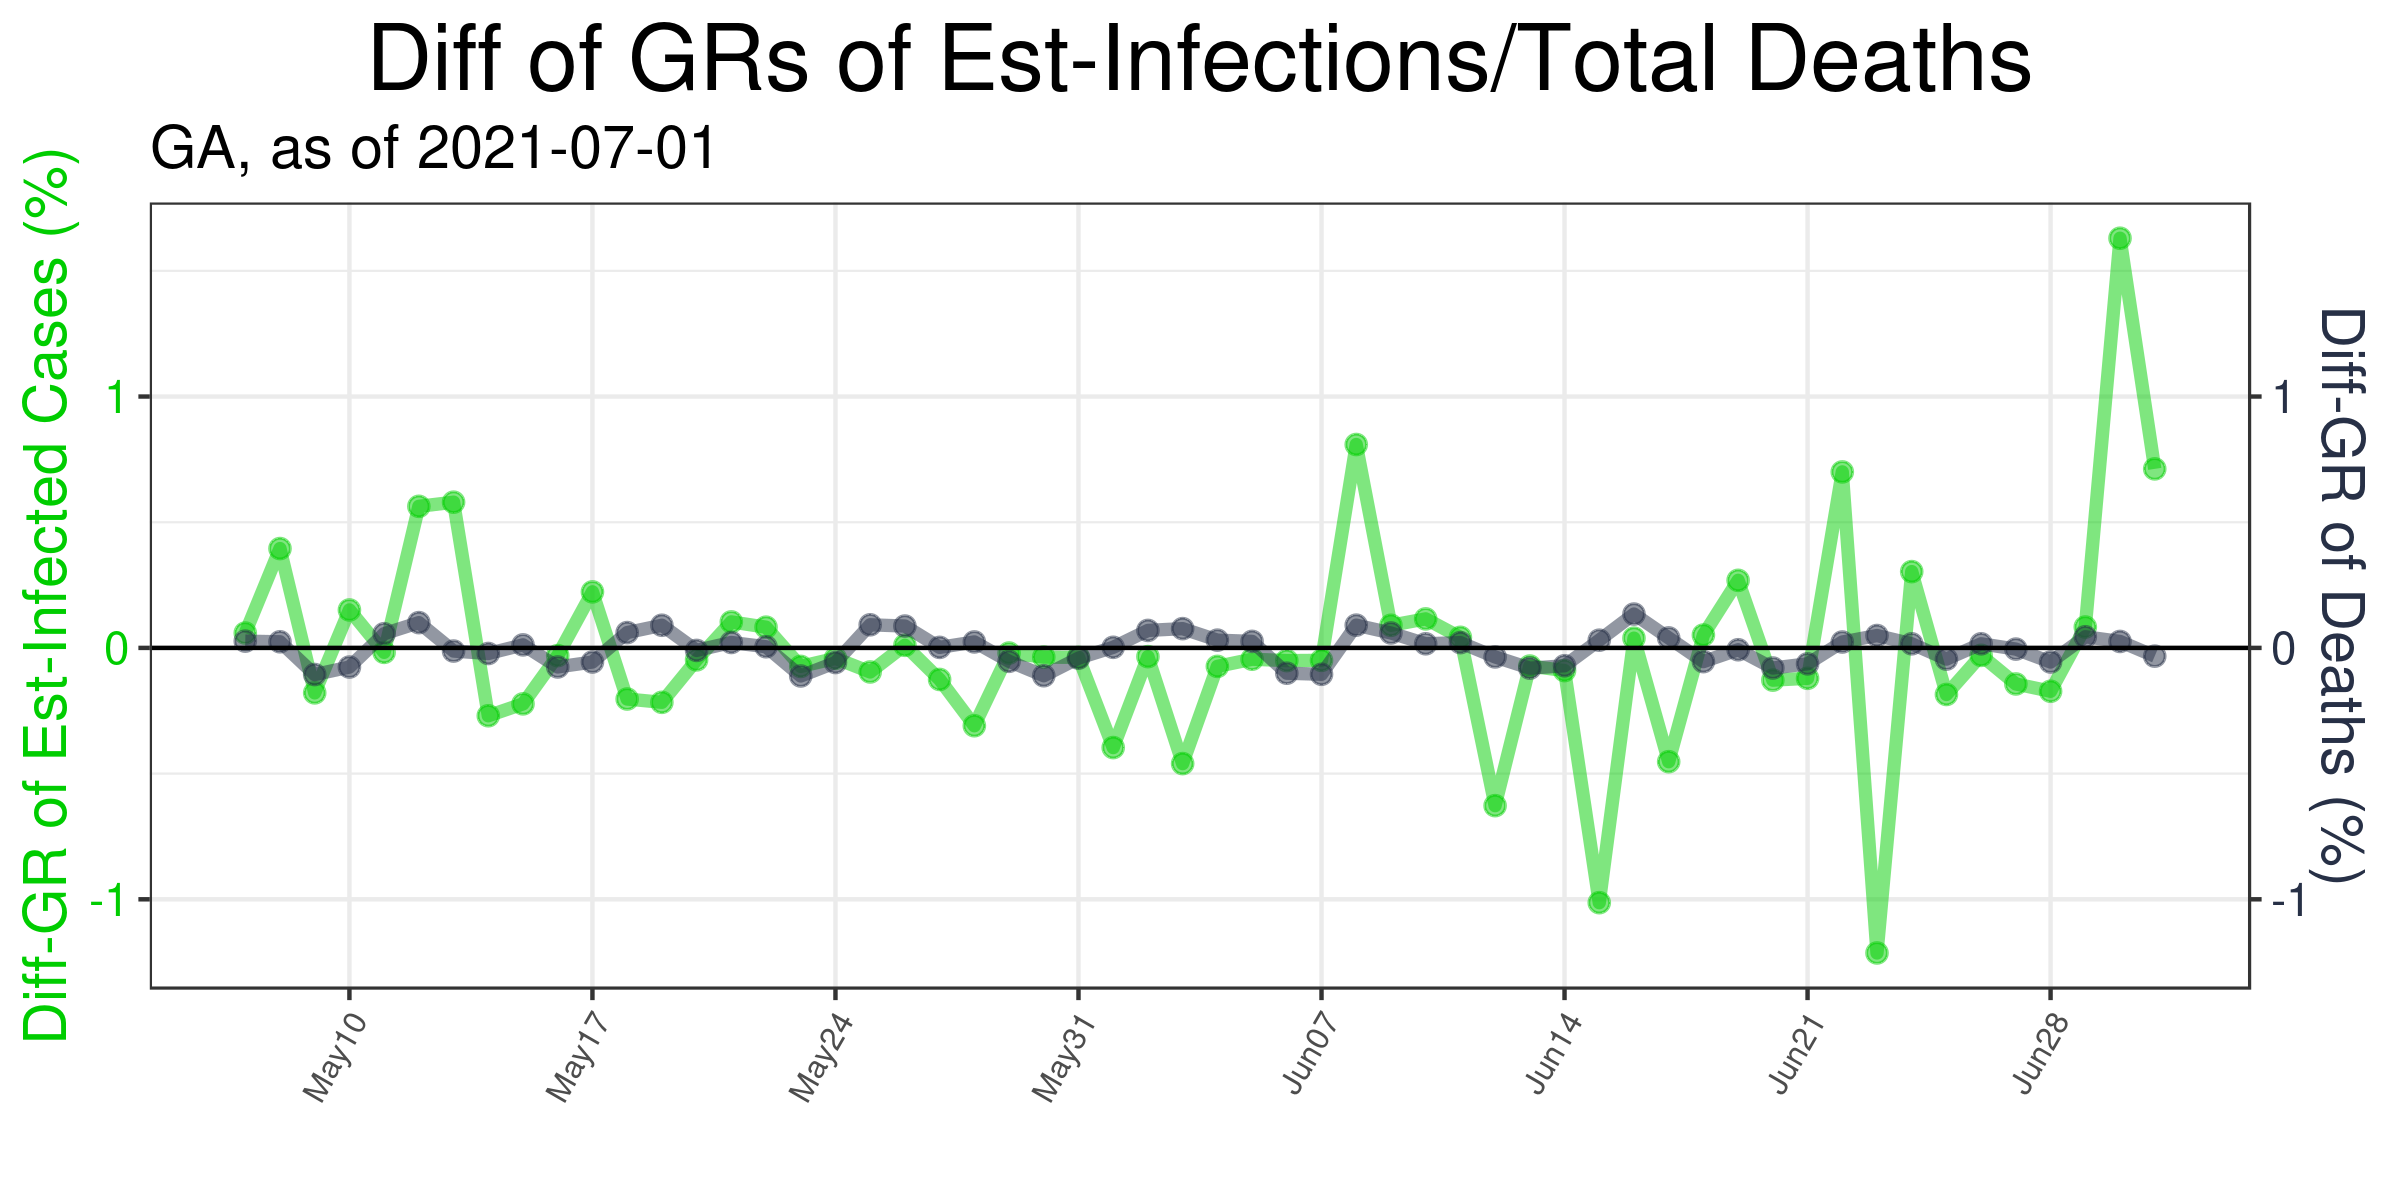 Diff of GRs of Est-Infections/Total Deaths
GA, as of 2021-07-01
Diff-GR of Est-Infected Cases (%)
1
0
-1
1
0
-1
Diff-GR of Deaths (%)
May10
May17
May24
May31
Jun07
Jun14
Jun21
Jun28